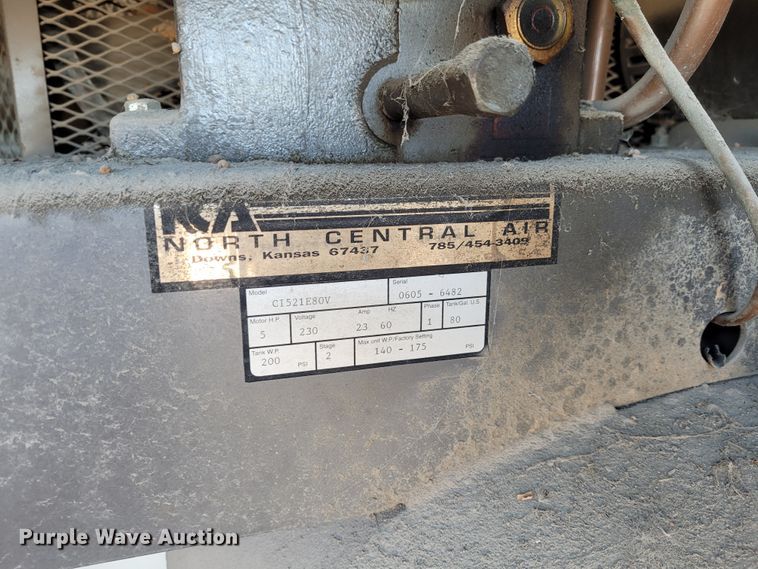 NCA
NORTH CENTRAL AIR
Downs, Kansas 67437 785/454-3409
Model Serial
CI521E80V 0605 - 6482
Motor H.P. Voltage Amp HZ Phase Tank/Gal. U.S.
5 230 23 60 1 80
Tank W.P. Stage Max unit W.P./Factory Setting
200 PSI 2 140 - 175 PSI
Purple Wave Auction